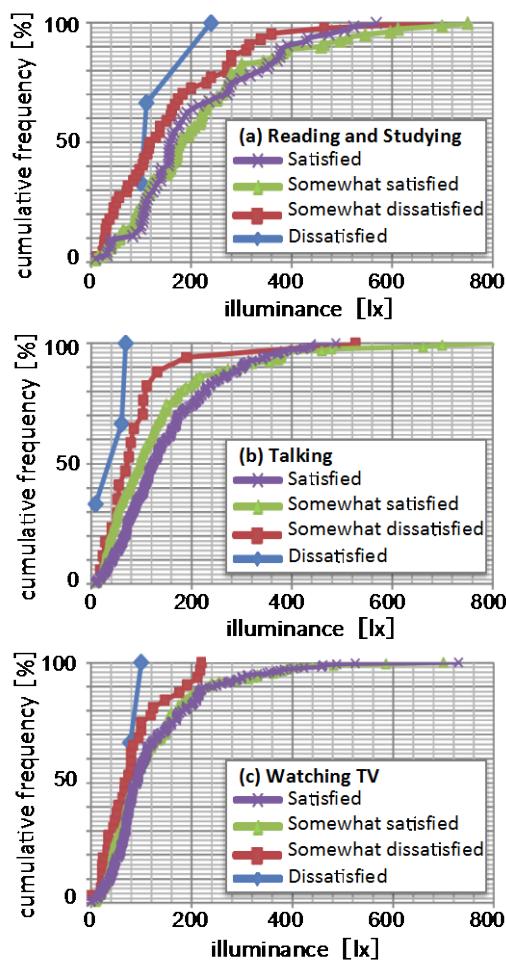 100
50
0
cumulative frequency [%]
(a) Reading and Studying
Satisfied
Somewhat satisfied
Somewhat dissatisfied
Dissatisfied
0 200 400 600 800
illuminance [lx]
100
50
0
cumulative frequency [%]
(b) Talking
Satisfied
Somewhat satisfied
Somewhat dissatisfied
Dissatisfied
0 200 400 600 800
illuminance [lx]
100
50
0
cumulative frequency [%]
(c) Watching TV
Satisfied
Somewhat satisfied
Somewhat dissatisfied
Dissatisfied
0 200 400 600 800
illuminance [lx]